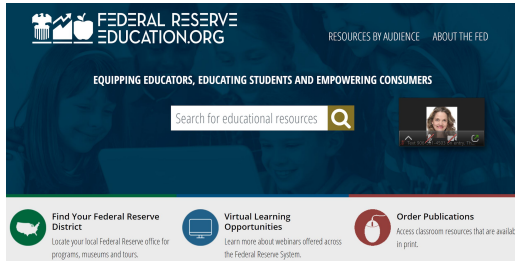 FEDERAL RESERVE
EDUCATION.ORG
RESOURCES BY AUDIENCE ABOUT THE FED
EQUIPPING EDUCATORS, EDUCATING STUDENTS AND EMPOWERING CONSUMERS
Search for educational resources
Find Your Federal Reserve
District
Locate your local Federal Reserve office for
programs, museums and tours.
Virtual Learning
Opportunities
Learn more about webinars offered across
the Federal Reserve System.
Order Publications
Access classroom resources that are availab
in print.